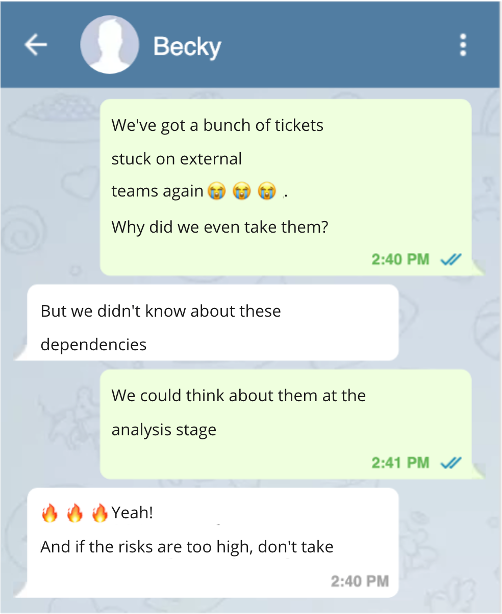 Becky
We've got a bunch of tickets
stuck on external
teams again 😭 😭 😭 .
Why did we even take them?
2:40 PM
But we didn't know about these
dependencies
We could think about them at the
analysis stage
2:41 PM
🔥 🔥 🔥 Yeah!
And if the risks are too high, don't take
2:40 PM